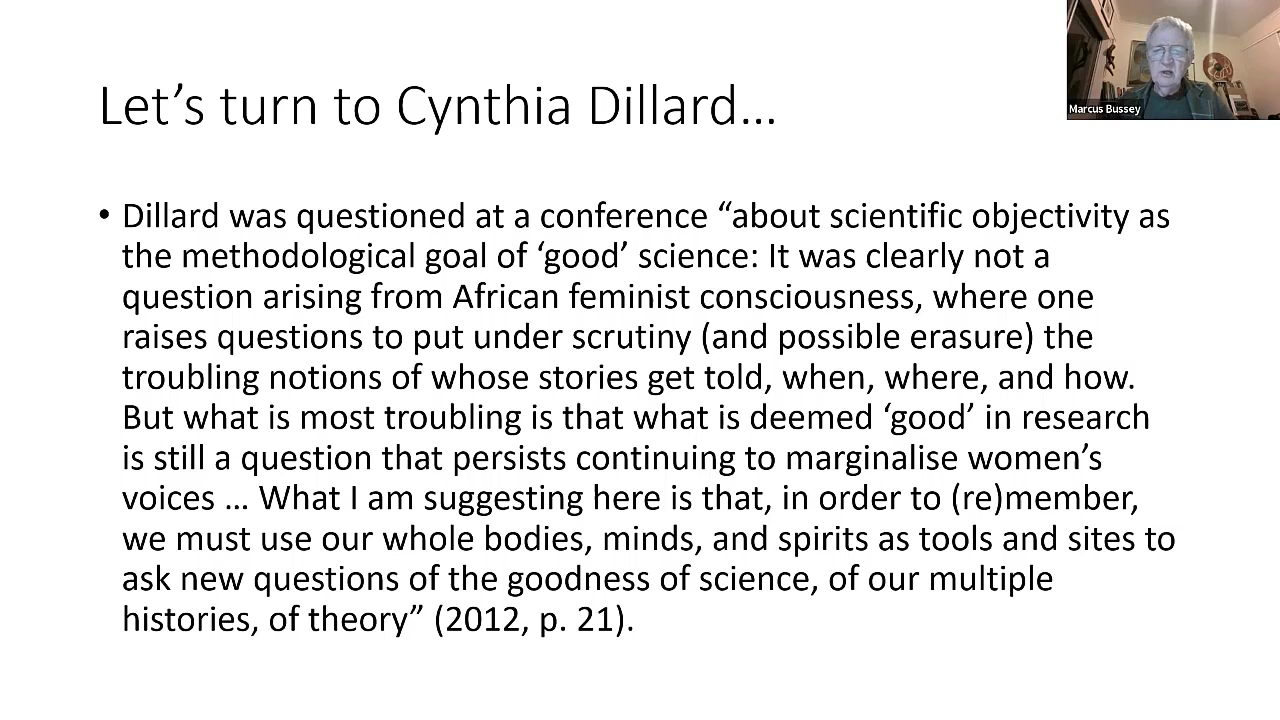 Let’s turn to Cynthia Dillard…
Marcus Bussey
• Dillard was questioned at a conference “about scientific objectivity as
the methodological goal of ‘good’ science: It was clearly not a
question arising from African feminist consciousness, where one
raises questions to put under scrutiny (and possible erasure) the
troubling notions of whose stories get told, when, where, and how.
But what is most troubling is that what is deemed ‘good’ in research
is still a question that persists continuing to marginalise women’s
voices … What I am suggesting here is that, in order to (re)member,
we must use our whole bodies, minds, and spirits as tools and sites to
ask new questions of the goodness of science, of our multiple
histories, of theory” (2012, p. 21).